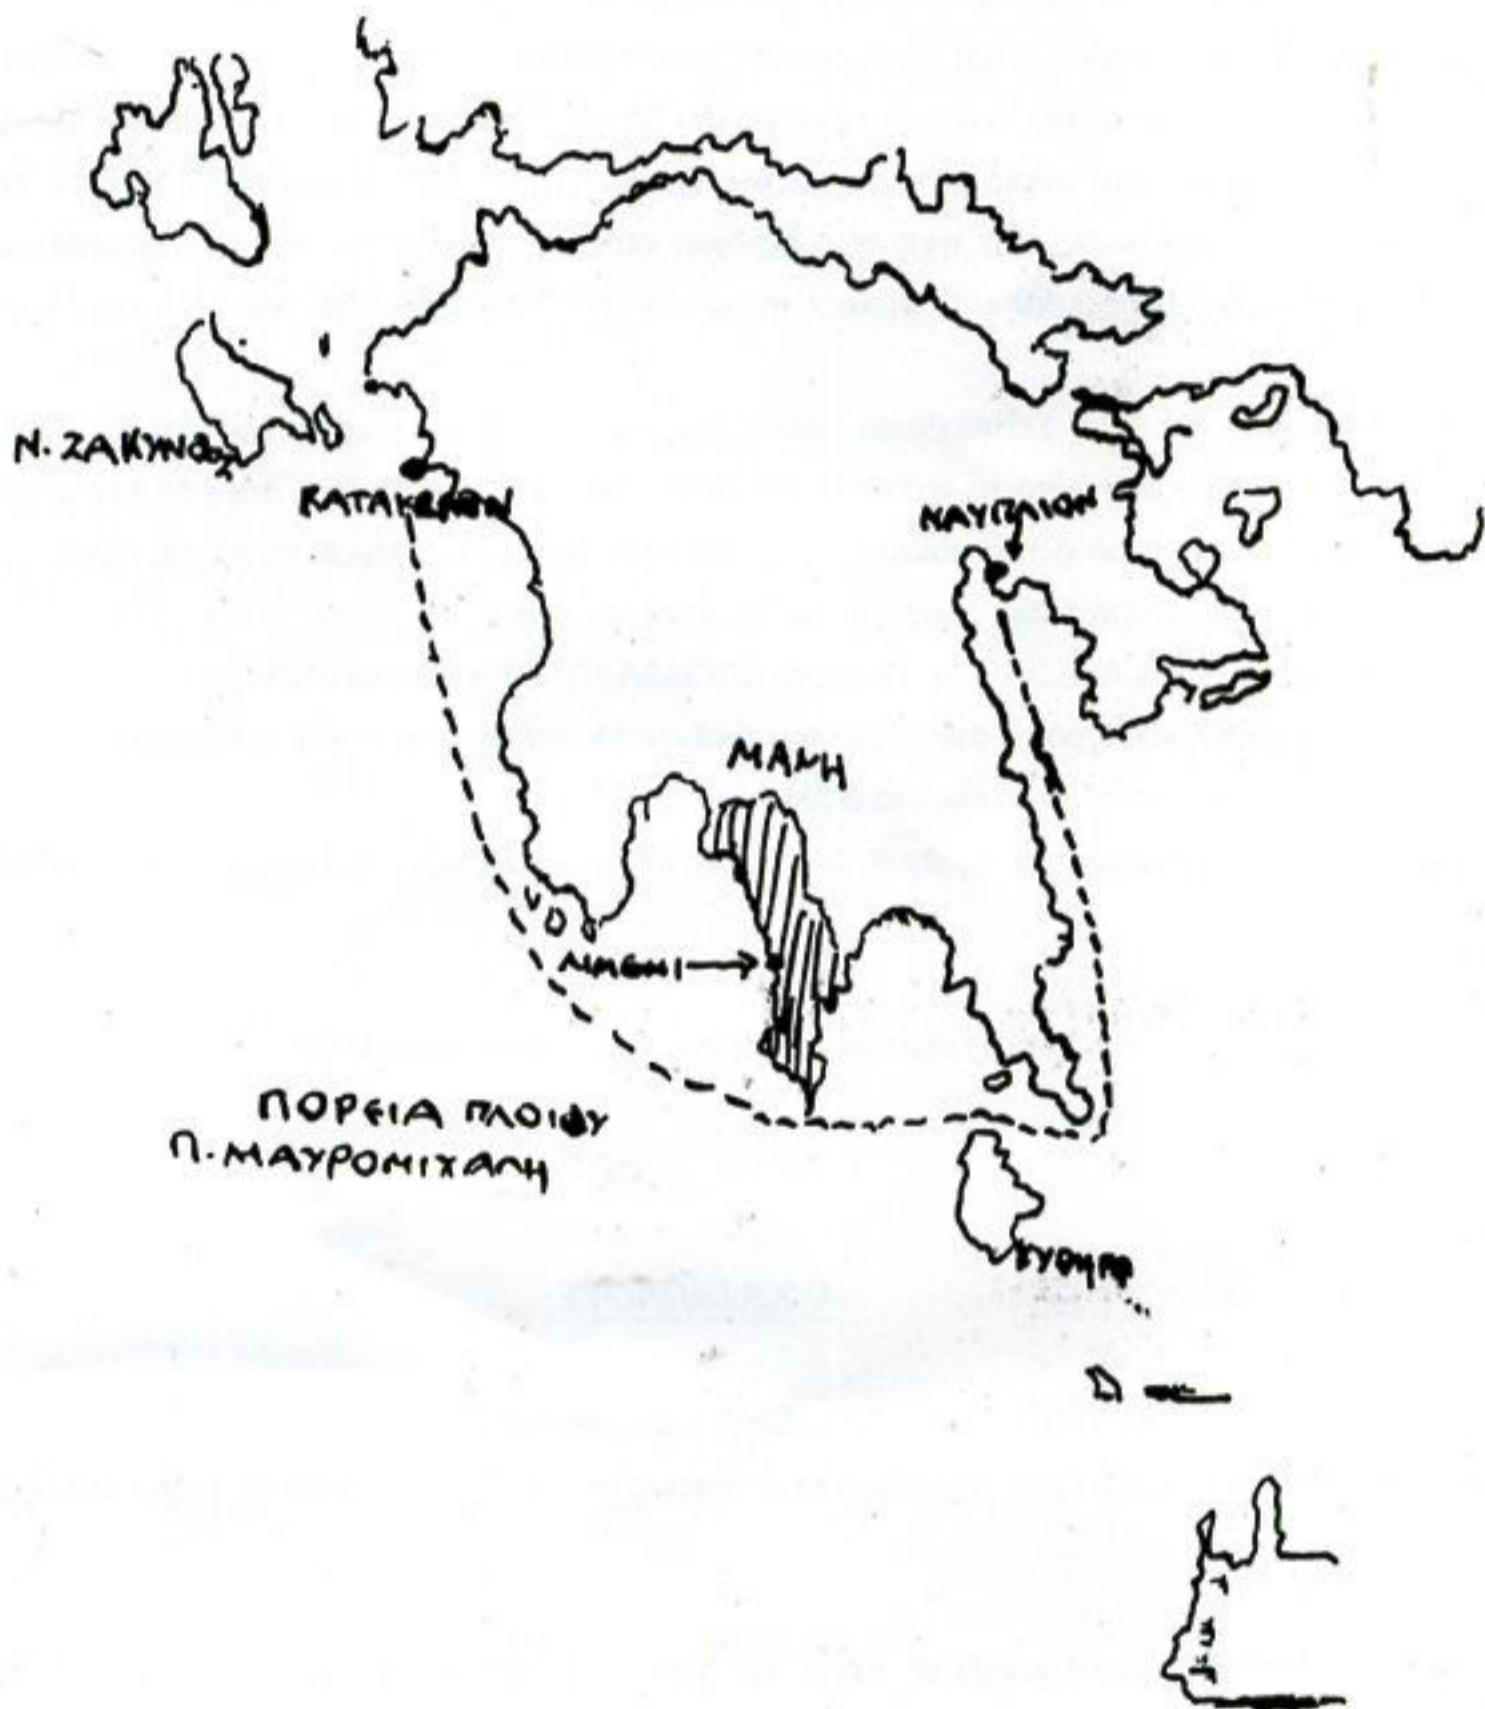 Ν. ΖΑΚΥΝΘΟΣ
ΚΑΤΑΚΩΛΟΝ
ΝΑΥΠΛΙΟΝ
ΜΑΝΗ
ΛΙΜΕΝΙ
ΠΟΡΕΙΑ ΠΛΟΙΟΥ
Π. ΜΑΥΡΟΜΙΧΑΛΗ
ΚΥΘΗΡΑ